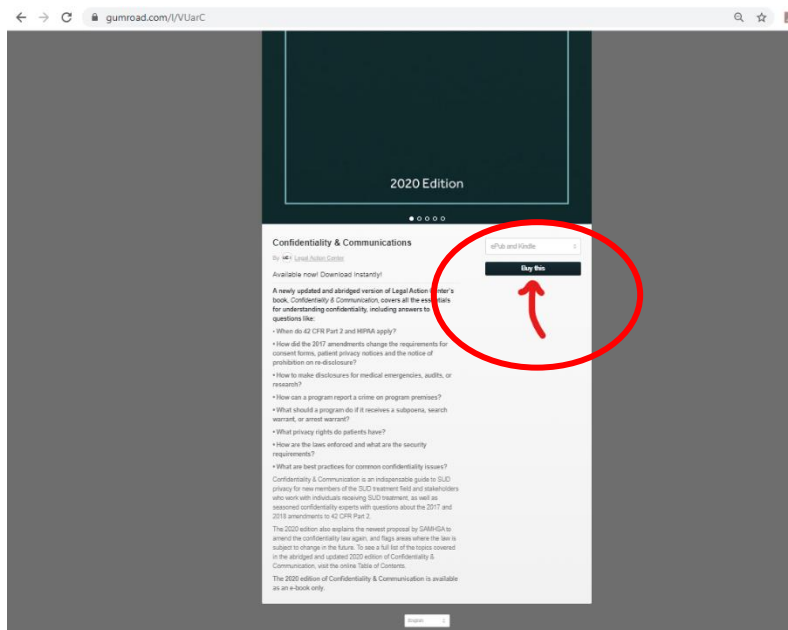 gumroad.com/l/VUarC
2020 Edition
Confidentiality & Communications
By Legal Action Center
Available now! Download instantly!
A newly updated and abridged version of Legal Action Center's
book, Confidentiality & Communication, covers all the essentials
for understanding confidentiality, including answers to
questions like:
• When do 42 CFR Part 2 and HIPAA apply?
• How did the 2017 amendments change the requirements for
consent forms, patient privacy notices and the notice of
prohibition on re-disclosure?
• How to make disclosures for medical emergencies, audits, or
research?
• How can a program report a crime on program premises?
• What should a program do if it receives a subpoena, search
warrant, or arrest warrant?
• What privacy rights do patients have?
• How are the laws enforced and what are the security
requirements?
• What are best practices for common confidentiality issues?
Confidentiality & Communication is an indispensable guide to SUD
privacy for new members of the SUD treatment field and stakeholders
who work with individuals receiving SUD treatment, as well as
seasoned confidentiality experts with questions about the 2017 and
2018 amendments to 42 CFR Part 2.
The 2020 edition also explains the newest proposal by SAMHSA to
amend the confidentiality law again, and flags areas where the law is
subject to change in the future. To see a full list of the topics covered
in the abridged and updated 2020 edition of Confidentiality &
Communication, visit the online Table of Contents.
The 2020 edition of Confidentiality & Communication is available
as an e-book only.
ePub and Kindle
Buy this
English